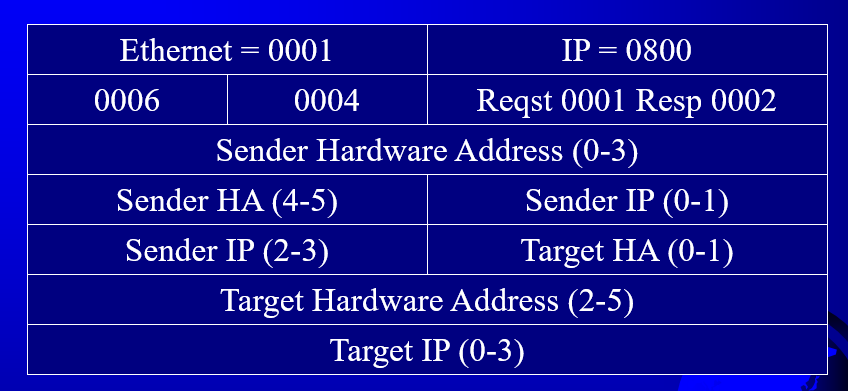 Ethernet = 0001 IP = 0800
0006 0004 Reqst 0001 Resp 0002
Sender Hardware Address (0-3)
Sender HA (4-5) Sender IP (0-1)
Sender IP (2-3) Target HA (0-1)
Target Hardware Address (2-5)
Target IP (0-3)